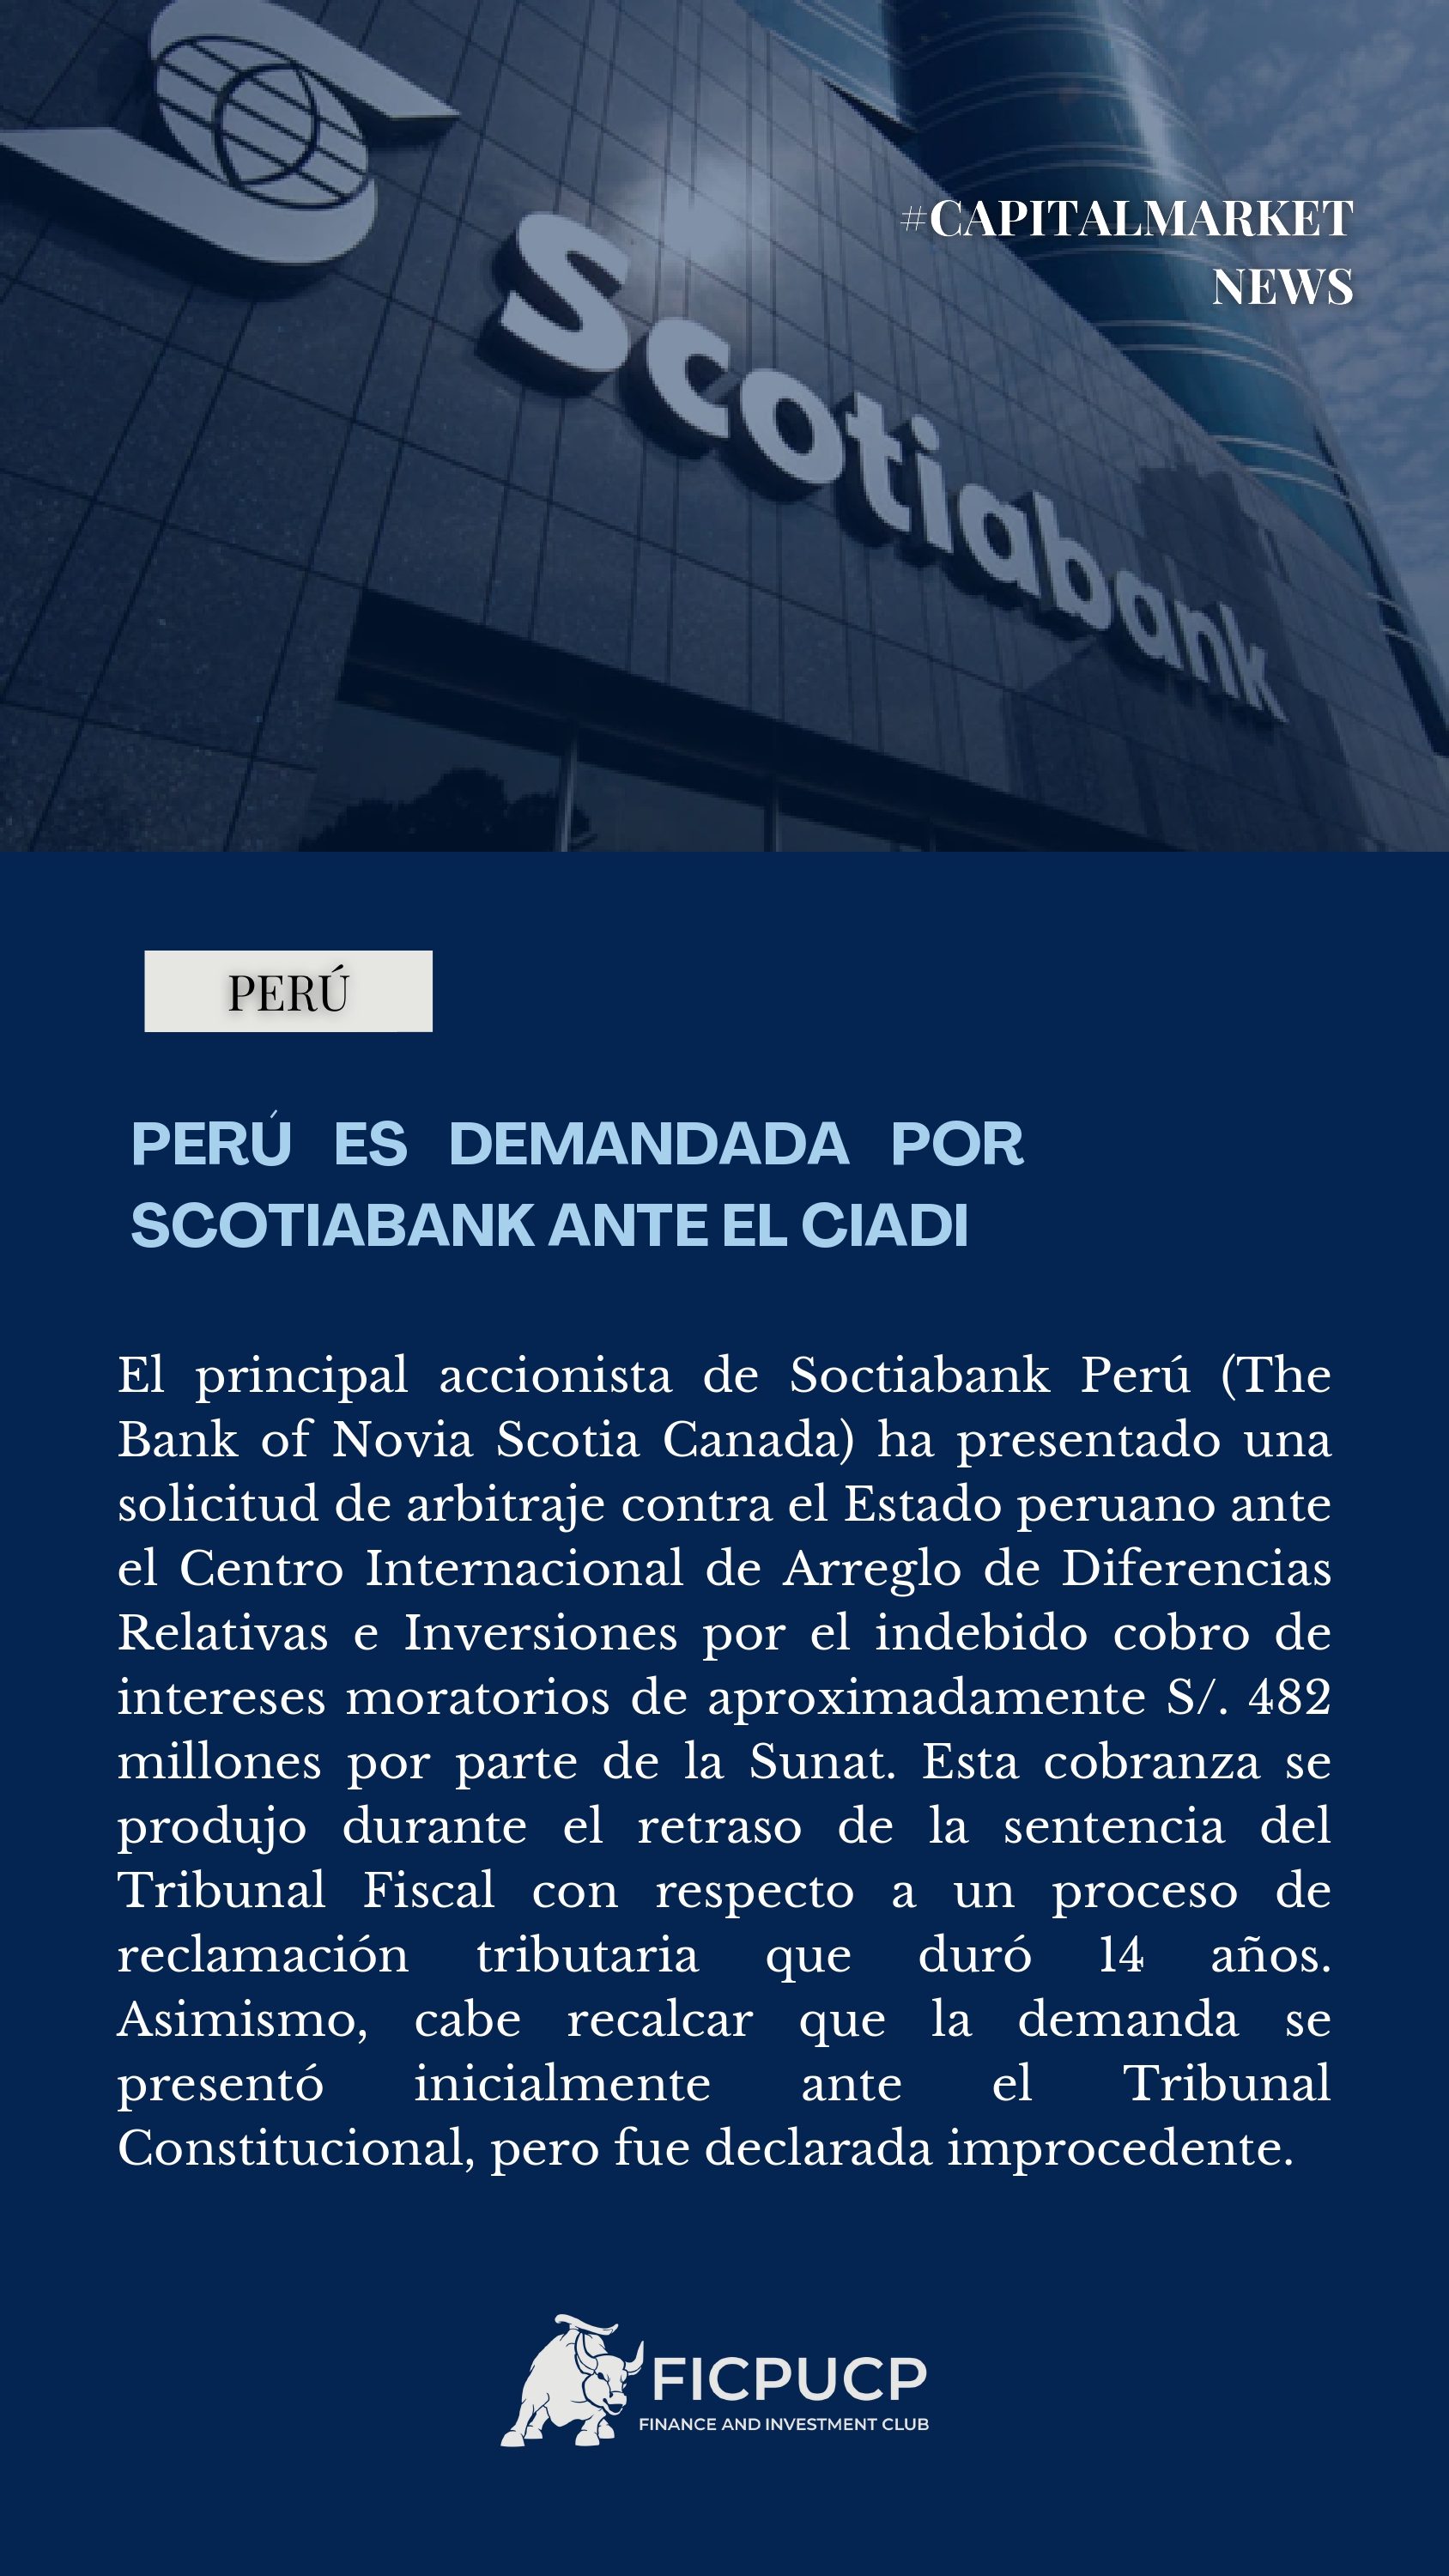 Scotiabank
#CAPITALMARKET
NEWS
PERÚ
PERÚ ES DEMANDADA POR
SCOTIABANK ANTE EL CIADI
El principal accionista de Soctiabank Perú (The
Bank of Novia Scotia Canada) ha presentado una
solicitud de arbitraje contra el Estado peruano ante
el Centro Internacional de Arreglo de Diferencias
Relativas e Inversiones por el indebido cobro de
intereses moratorios de aproximadamente S/. 482
millones por parte de la Sunat. Esta cobranza se
produjo durante el retraso de la sentencia del
Tribunal Fiscal con respecto a un proceso de
reclamación tributaria que duró 14 años.
Asimismo, cabe recalcar que la demanda se
presentó inicialmente ante el Tribunal
Constitucional, pero fue declarada improcedente.
FICPUCP
FINANCE AND INVESTMENT CLUB